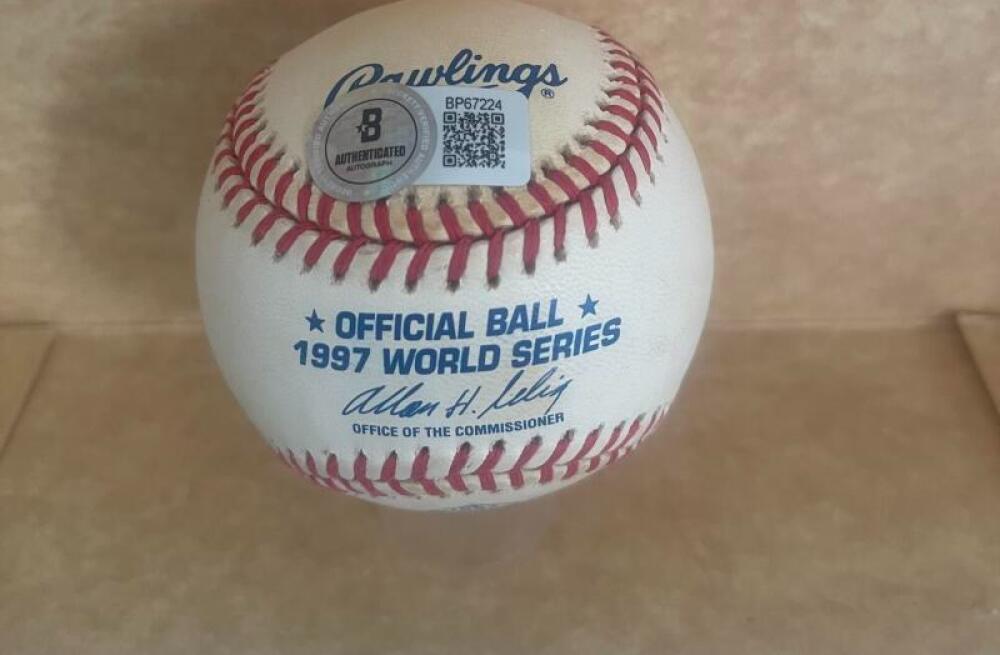 Rawlings®
B
BP67224
AUTHENTICATED
AUTOGRAPH
★ OFFICIAL BALL ★
1997 WORLD SERIES
Allan H. Selig
OFFICE OF THE COMMISSIONER